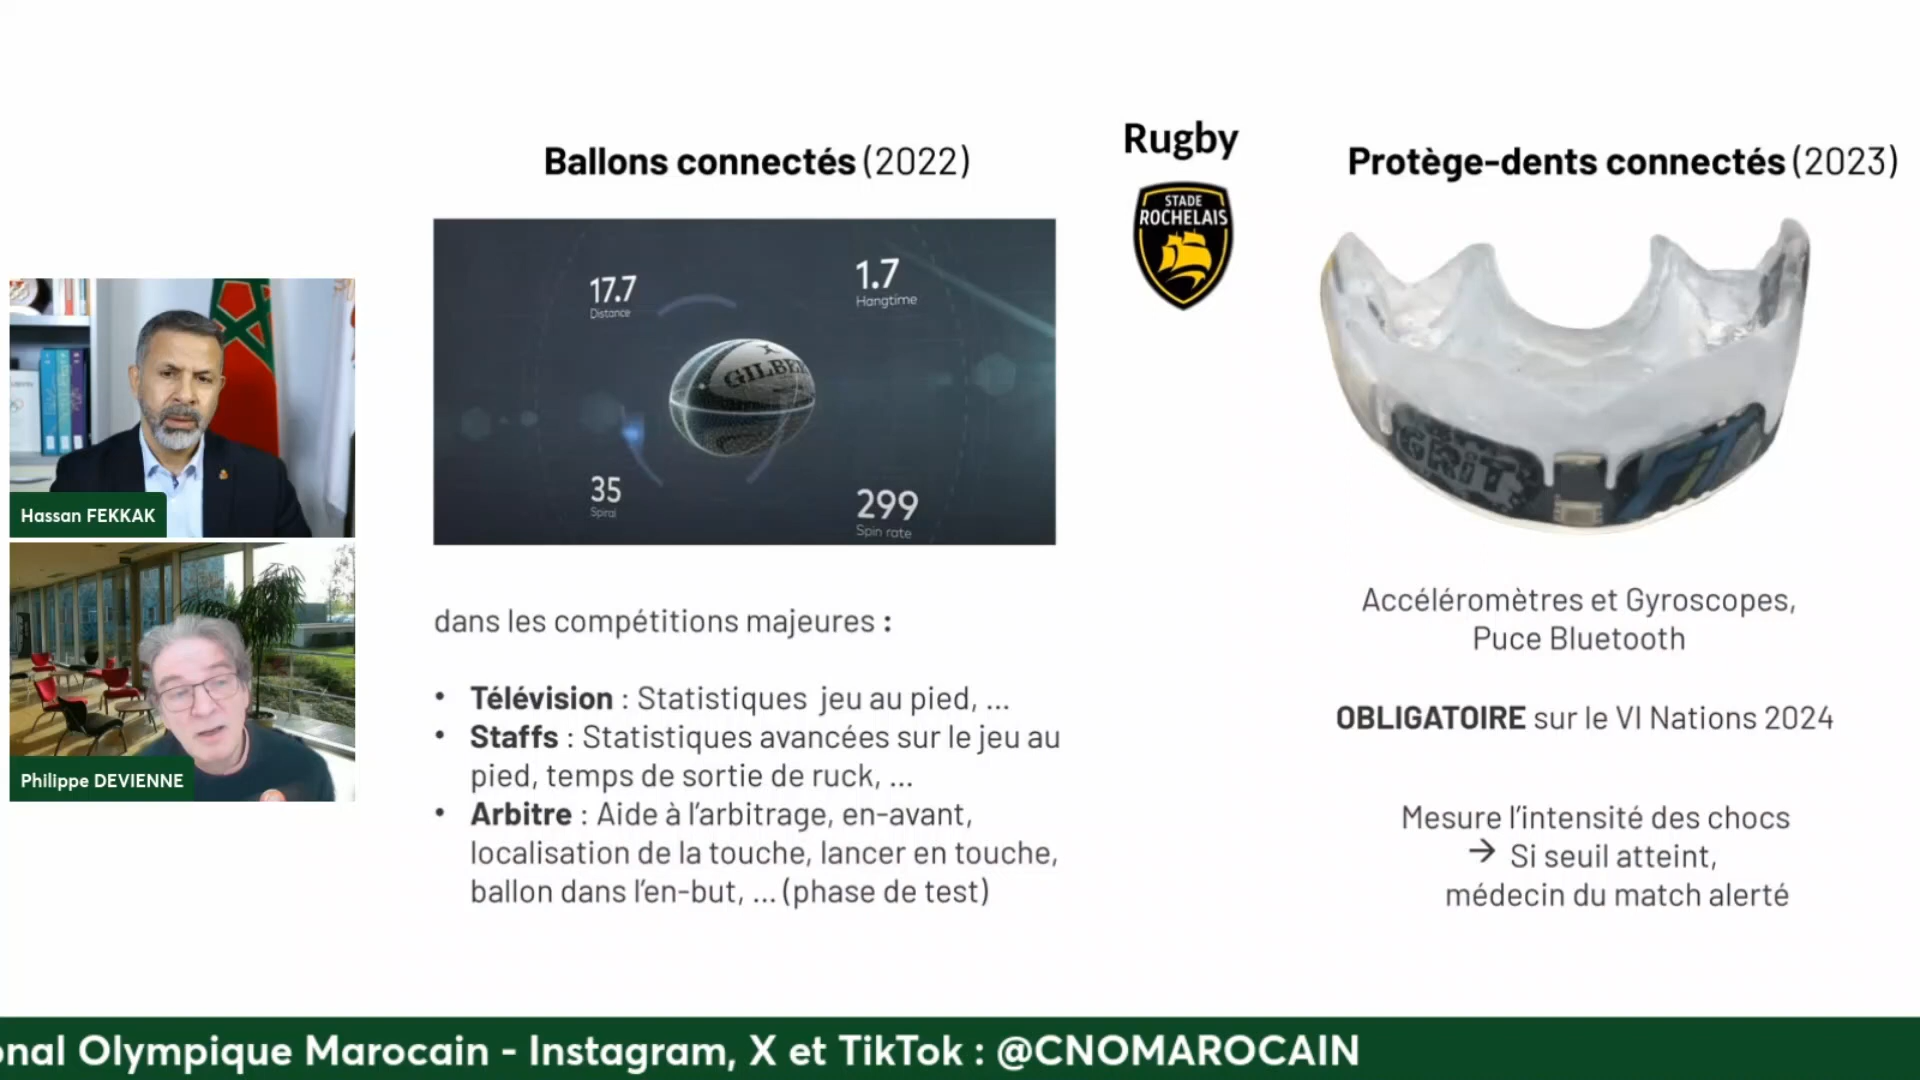 Ballons connectés (2022)
Rugby
Protège-dents connectés (2023)
STADE
ROCHELAIS
17.7
Distance
1.7
Hangtime
GILBE
35
Spiral
299
Spin rate
GRIT
Hassan FEKKAK
Philippe DEVIENNE
dans les compétitions majeures :
• Télévision : Statistiques jeu au pied, ...
• Staffs : Statistiques avancées sur le jeu au
pied, temps de sortie de ruck, ...
• Arbitre : Aide à l'arbitrage, en-avant,
localisation de la touche, lancer en touche,
ballon dans l'en-but, ... (phase de test)
Accéléromètres et Gyroscopes,
Puce Bluetooth
OBLIGATOIRE sur le VI Nations 2024
Mesure l'intensité des chocs
→ Si seuil atteint,
médecin du match alerté
onal Olympique Marocain - Instagram, X et TikTok : @CNOMAROCAIN